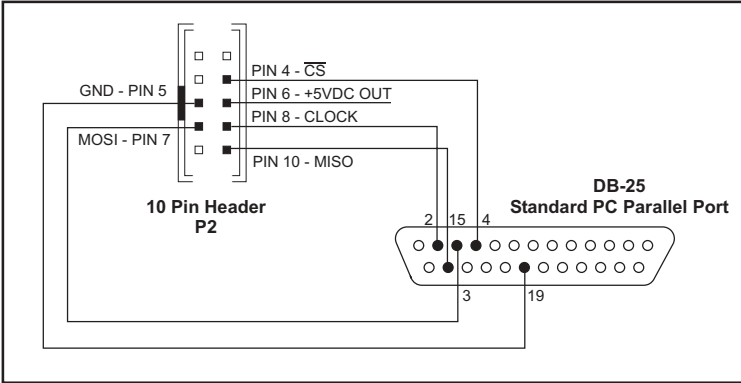 PIN 4 - CS
GND - PIN 5
PIN 6 - +5VDC OUT
PIN 8 - CLOCK
MOSI - PIN 7
PIN 10 - MISO
10 Pin Header
P2
DB-25
Standard PC Parallel Port
2 15 4
3 19